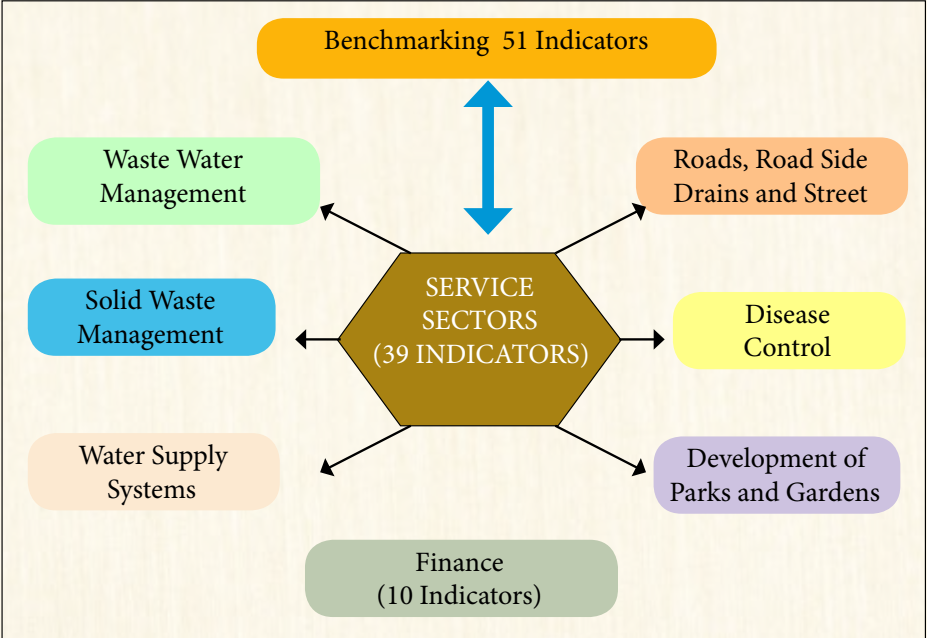 Benchmarking 51 Indicators
Waste Water
Management
Roads, Road Side
Drains and Street
SERVICE
SECTORS
(39 INDICATORS)
Solid Waste
Management
Disease
Control
Water Supply
Systems
Development of
Parks and Gardens
Finance
(10 Indicators)